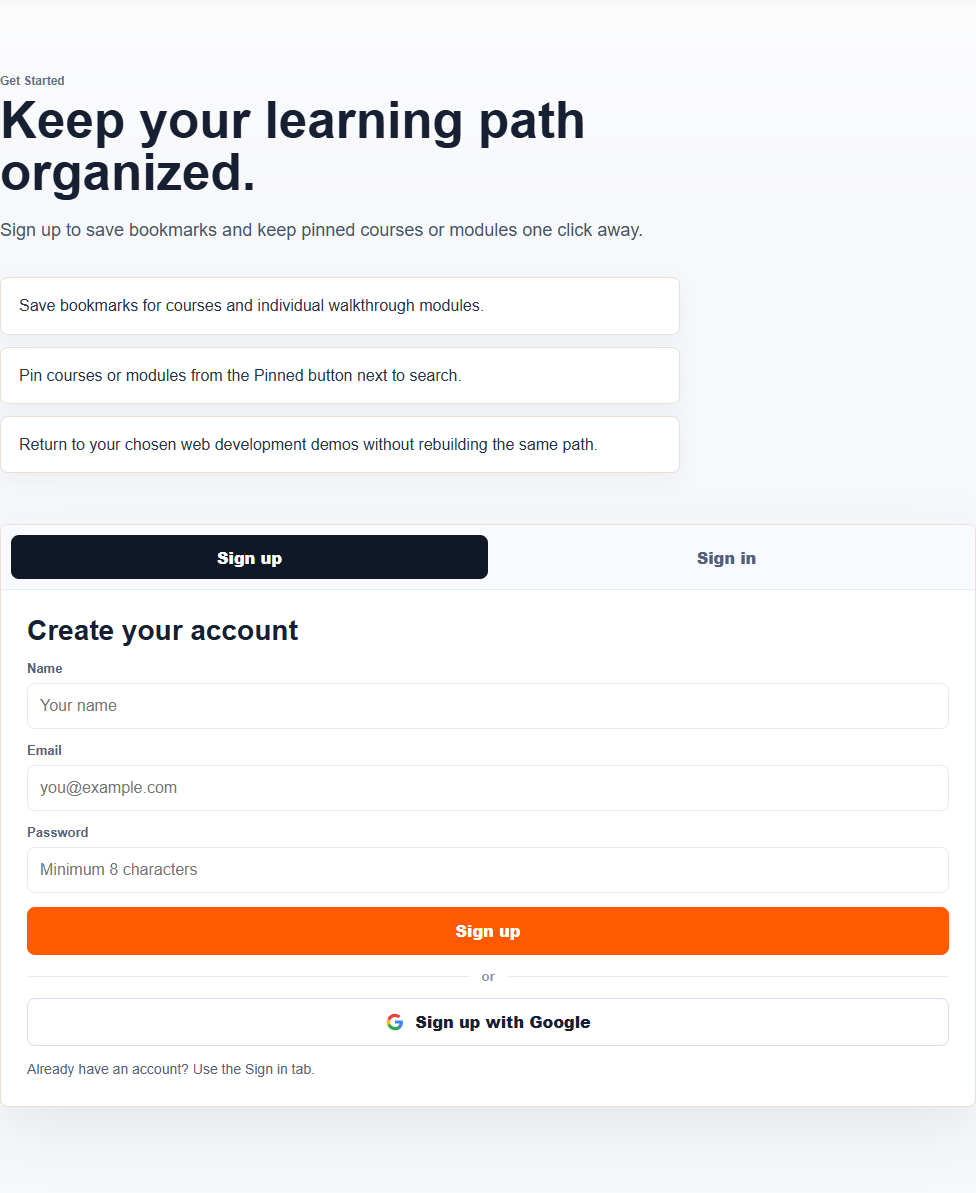 Get Started
Keep your learning path
organized.
Sign up to save bookmarks and keep pinned courses or modules one click away.
Save bookmarks for courses and individual walkthrough modules.
Pin courses or modules from the Pinned button next to search.
Return to your chosen web development demos without rebuilding the same path.
Sign up
Sign in
Create your account
Name
Your name
Email
you@example.com
Password
Minimum 8 characters
Sign up
or
Sign up with Google
Already have an account? Use the Sign in tab.